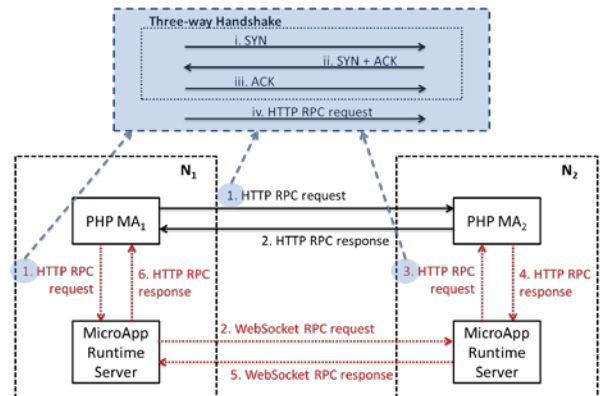 Three-way Handshake
i. SYN
ii. SYN + ACK
iii. ACK
iv. HTTP RPC request
N1
N2
1. HTTP RPC request
PHP MA1
PHP MA2
2. HTTP RPC response
1. HTTP RPC
request
6. HTTP RPC
response
3. HTTP RPC
request
4. HTTP RPC
response
MicroApp
Runtime
Server
2. WebSocket RPC request
5. WebSocket RPC response
MicroApp
Runtime
Server